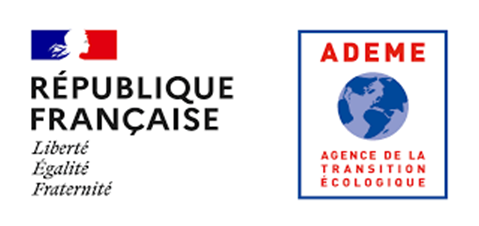 RÉPUBLIQUE
FRANÇAISE
Liberté
Égalité
Fraternité
ADEME
AGENCE DE LA
TRANSITION
ÉCOLOGIQUE